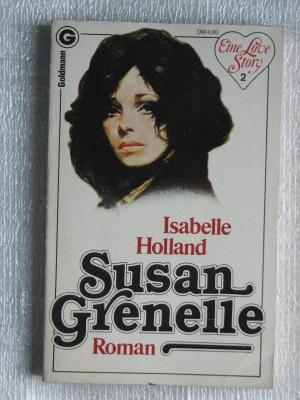 G
Goldmann
DM 4,80
Eine Love
Story
2
Isabelle
Holland
Susan
Grenelle
Roman